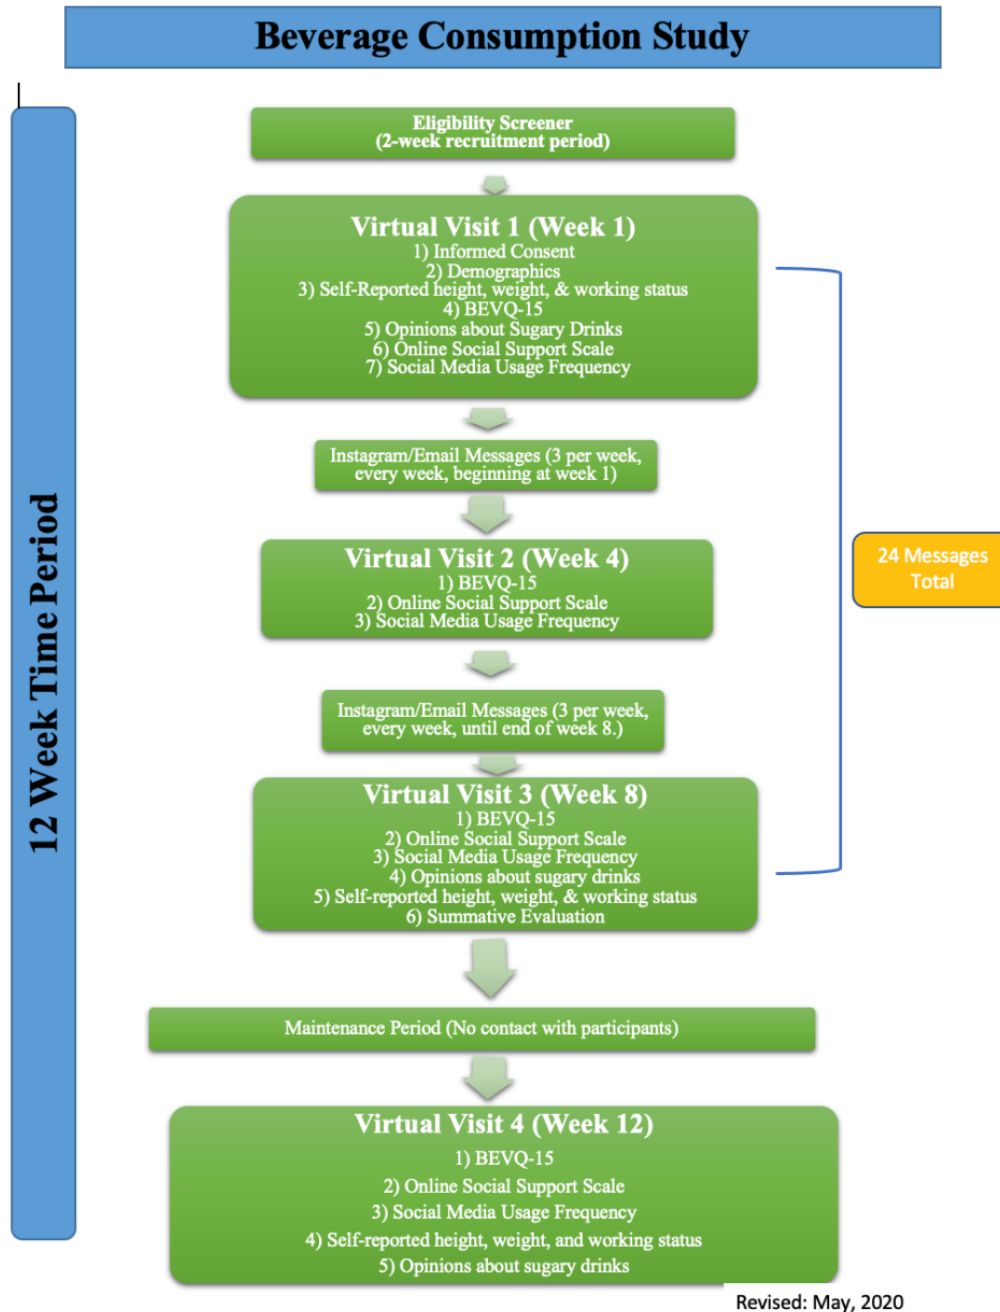 Beverage Consumption Study
12 Week Time Period
Eligibility Screener
(2-week recruitment period)
Virtual Visit 1 (Week 1)
1) Informed Consent
2) Demographics
3) Self-Reported height, weight, & working status
4) BEVQ-15
5) Opinions about Sugary Drinks
6) Online Social Support Scale
7) Social Media Usage Frequency
Instagram/Email Messages (3 per week,
every week, beginning at week 1)
Virtual Visit 2 (Week 4)
1) BEVQ-15
2) Online Social Support Scale
3) Social Media Usage Frequency
24 Messages
Total
Instagram/Email Messages (3 per week,
every week, until end of week 8.)
Virtual Visit 3 (Week 8)
1) BEVQ-15
2) Online Social Support Scale
3) Social Media Usage Frequency
4) Opinions about sugary drinks
5) Self-reported height, weight, & working status
6) Summative Evaluation
Maintenance Period (No contact with participants)
Virtual Visit 4 (Week 12)
1) BEVQ-15
2) Online Social Support Scale
3) Social Media Usage Frequency
4) Self-reported height, weight, and working status
5) Opinions about sugary drinks
Revised: May, 2020